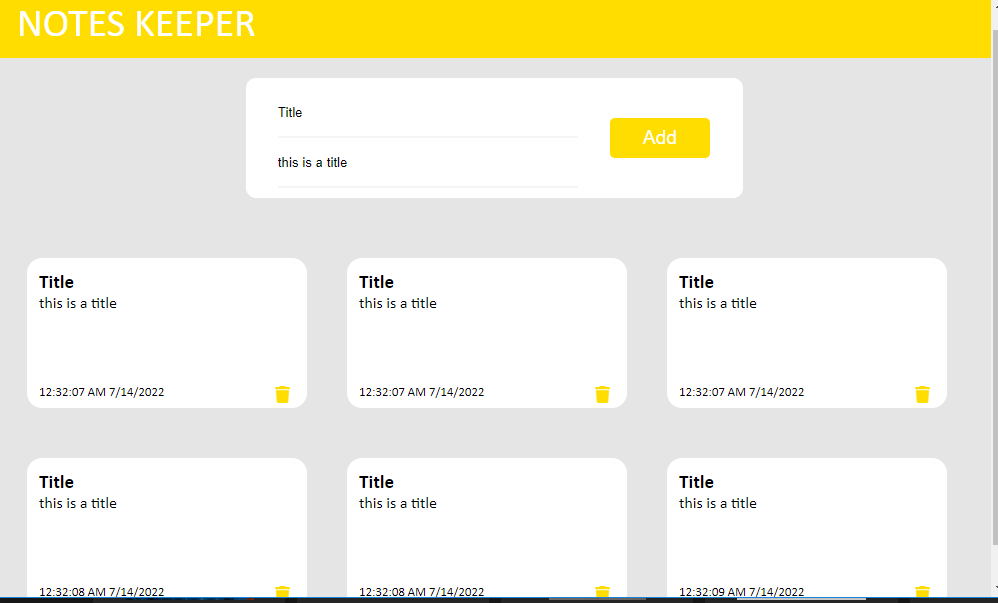 NOTES KEEPER
Title
this is a title
Add
Title
this is a title
12:32:07 AM 7/14/2022
Title
this is a title
12:32:07 AM 7/14/2022
Title
this is a title
12:32:07 AM 7/14/2022
Title
this is a title
12:32:08 AM 7/14/2022
Title
this is a title
12:32:08 AM 7/14/2022
Title
this is a title
12:32:09 AM 7/14/2022